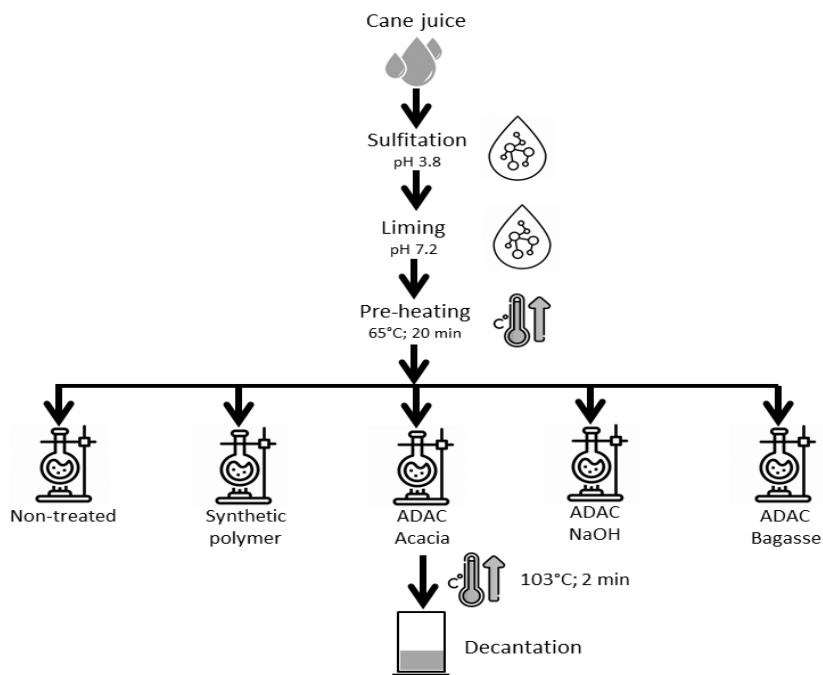 Cane juice
Sulfitation
pH 3.8
Liming
pH 7.2
Pre-heating
65°C; 20 min
C°
Non-treated
Synthetic
polymer
ADAC
Acacia
ADAC
NaOH
ADAC
Bagasse
C°
103°C; 2 min
Decantation